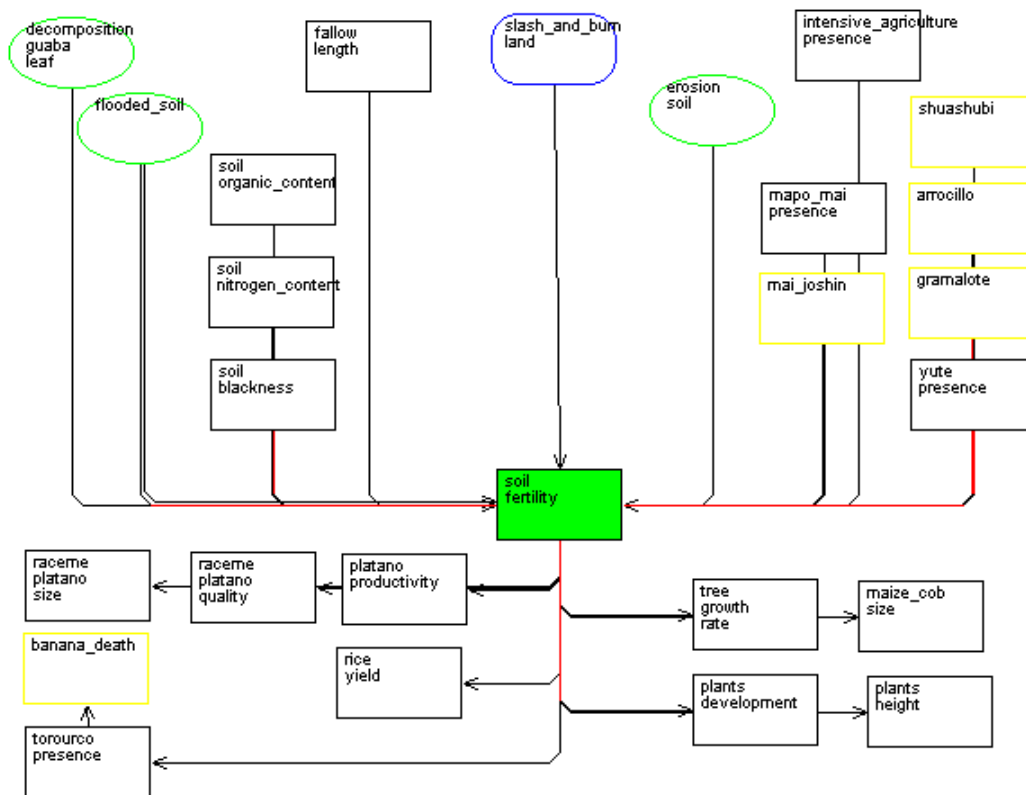 decomposition
guaba
leaf
fallow
length
slash_and_burn
land
intensive_agriculture
presence
flooded_soil
erosion
soil
shuashubi
soil
organic_content
mapo_mai
presence
arrocillo
soil
nitrogen_content
mai_joshin
gramalote
soil
blackness
yute
presence
soil
fertility
raceme
platano
size
raceme
platano
quality
platano
productivity
tree
growth
rate
maize_cob
size
banana_death
rice
yield
plants
development
plants
height
torourco
presence